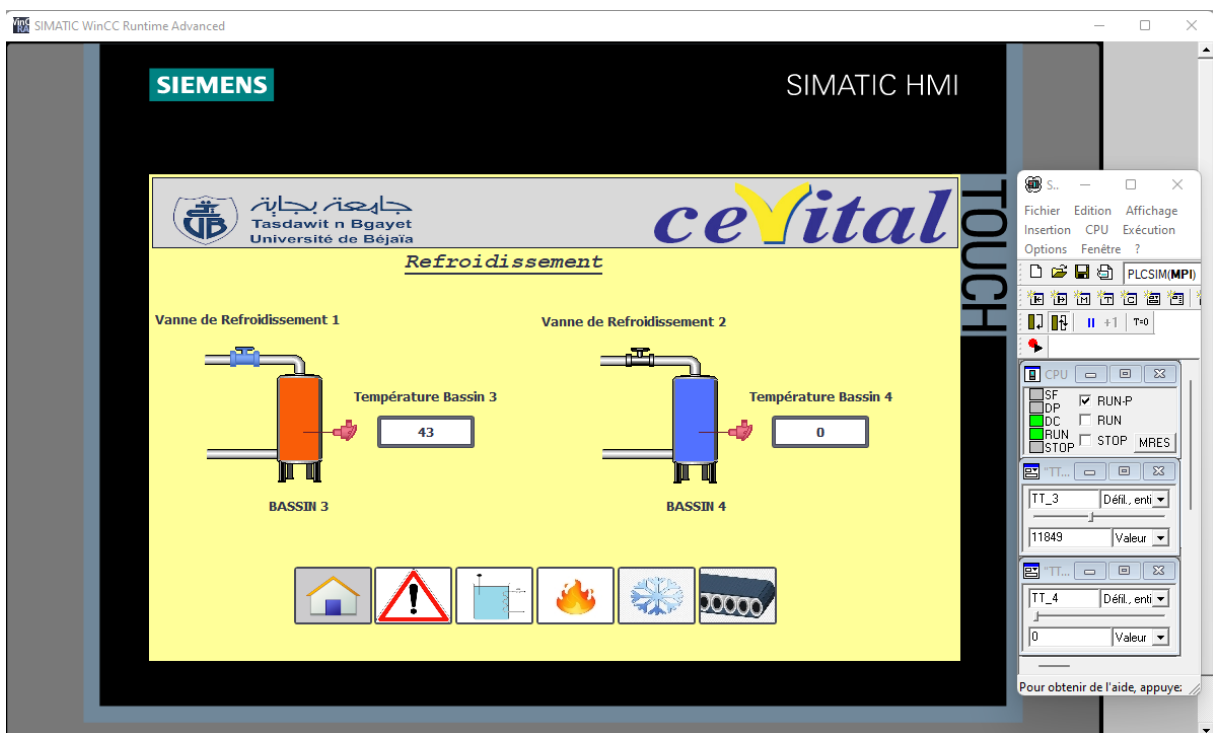 SIMATIC WinCC Runtime Advanced
SIEMENS
SIMATIC HMI
TOUCH
جامعة بجاية
Tasdawit n Bgayet
Université de Béjaïa
cevital
Refroidissement
Vanne de Refroidissement 1
Vanne de Refroidissement 2
Température Bassin 3
43
Température Bassin 4
0
BASSIN 3
BASSIN 4
S..
Fichier Edition Affichage
Insertion CPU Exécution
Options Fenêtre ?
PLCSIM(MPI)
+1 T=0
CPU
SF
DP
DC
RUN
STOP
RUN-P
RUN
STOP MRES
"TT...
TT_3 Défil., enti
11849 Valeur
"TT...
TT_4 Défil., enti
0 Valeur
Pour obtenir de l'aide, appuye: